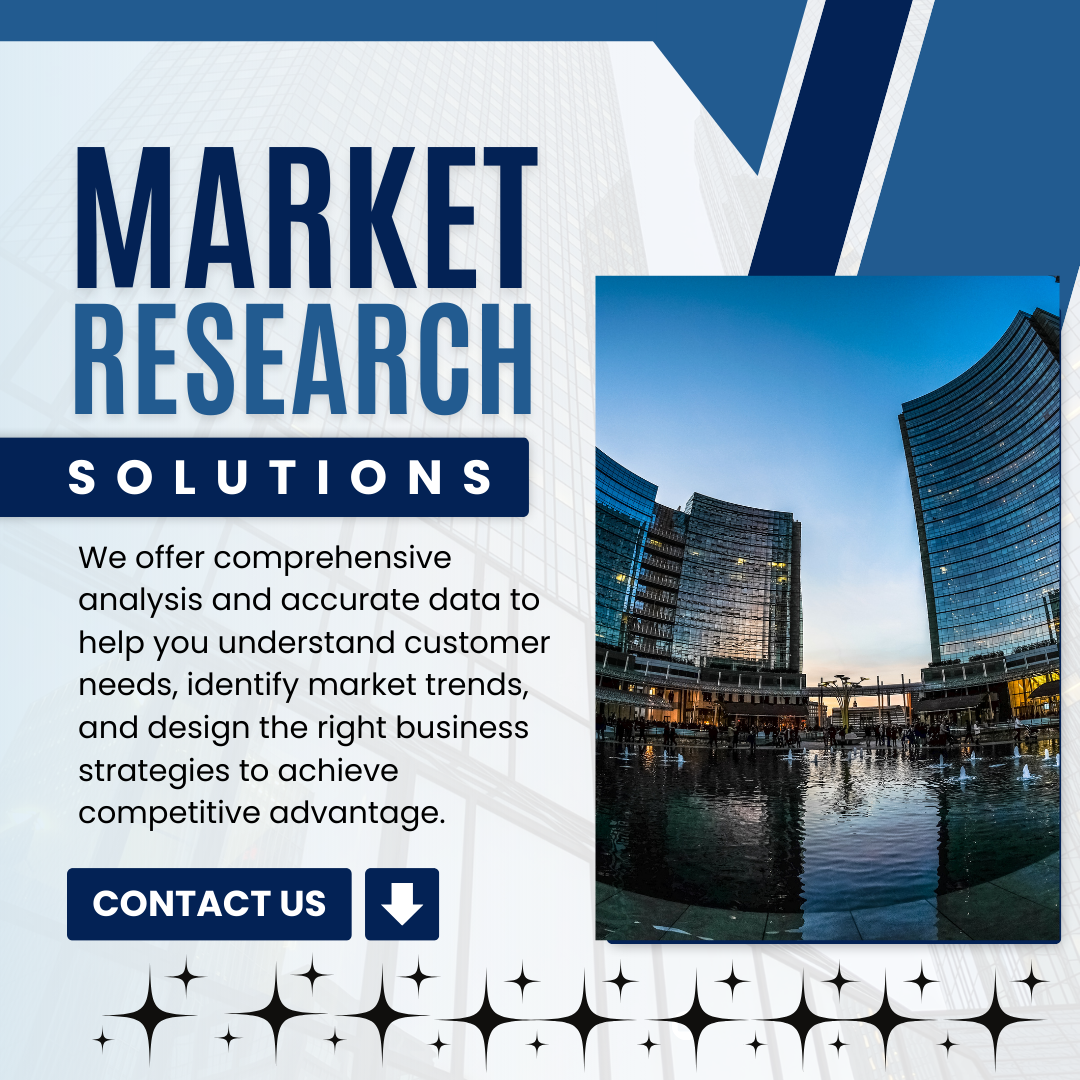 MARKET
RESEARCH
SOLUTIONS
We offer comprehensive
analysis and accurate data to
help you understand customer
needs, identify market trends,
and design the right business
strategies to achieve
competitive advantage.
CONTACT US